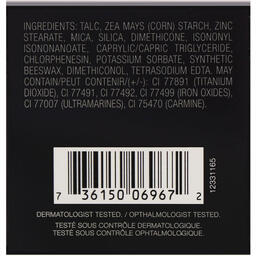 INGREDIENTS: TALC, ZEA MAYS (CORN) STARCH, ZINC
STEARATE, MICA, SILICA, DIMETHICONE, ISONONYL
ISONONANOATE, CAPRYLIC/CAPRIC TRIGLYCERIDE,
CHLORPHENESIN, POTASSIUM SORBATE, SYNTHETIC
BEESWAX, DIMETHICONOL, TETRASODIUM EDTA. MAY
CONTAIN/PEUT CONTENIR/(+/-): CI 77891 (TITANIUM
DIOXIDE), CI 77491, CI 77492, CI 77499 (IRON OXIDES),
CI 77007 (ULTRAMARINES), CI 75470 (CARMINE).
7 36150 06967 2
12331165
DERMATOLOGIST TESTED. / OPTHALMOLOGIST TESTED.
TESTÉ SOUS CONTRÔLE DERMATOLOGIQUE.
TESTÉ SOUS CONTRÔLE OPHTALMOLOGIQUE.